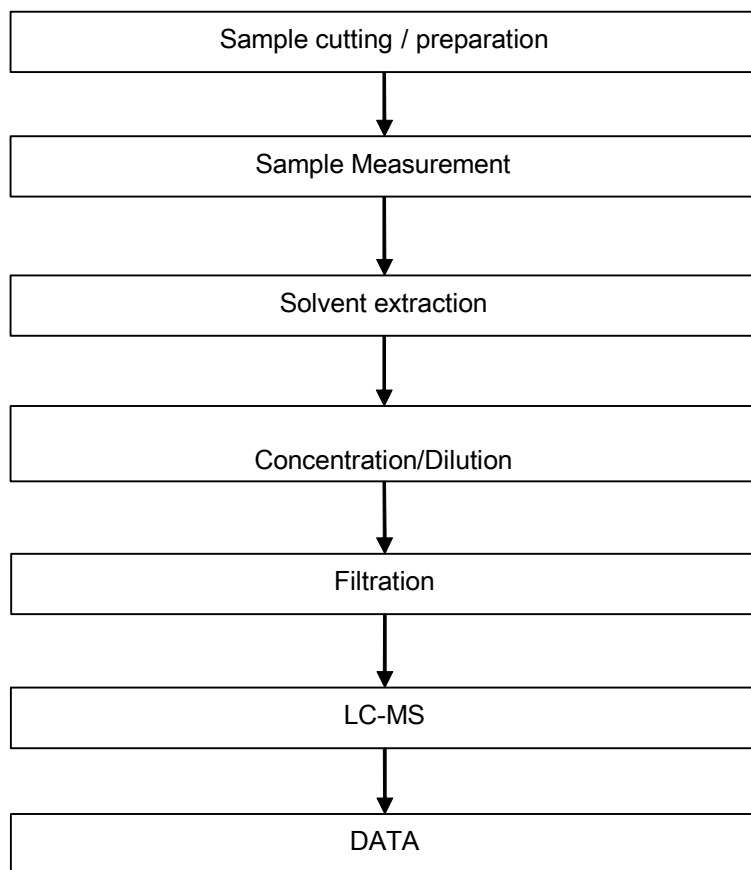 Sample cutting / preparation
Sample Measurement
Solvent extraction
Concentration/Dilution
Filtration
LC-MS
DATA